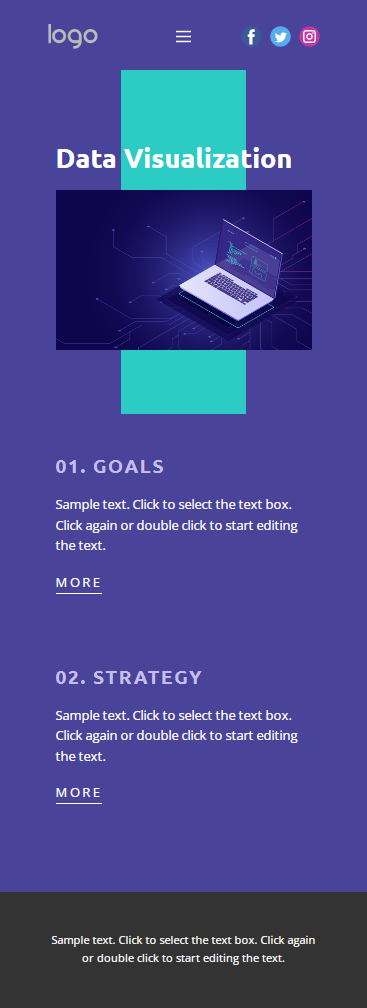 logo
Data Visualization
01. GOALS
Sample text. Click to select the text box.
Click again or double click to start editing
the text.
MORE
02. STRATEGY
Sample text. Click to select the text box.
Click again or double click to start editing
the text.
MORE
Sample text. Click to select the text box. Click again
or double click to start editing the text.